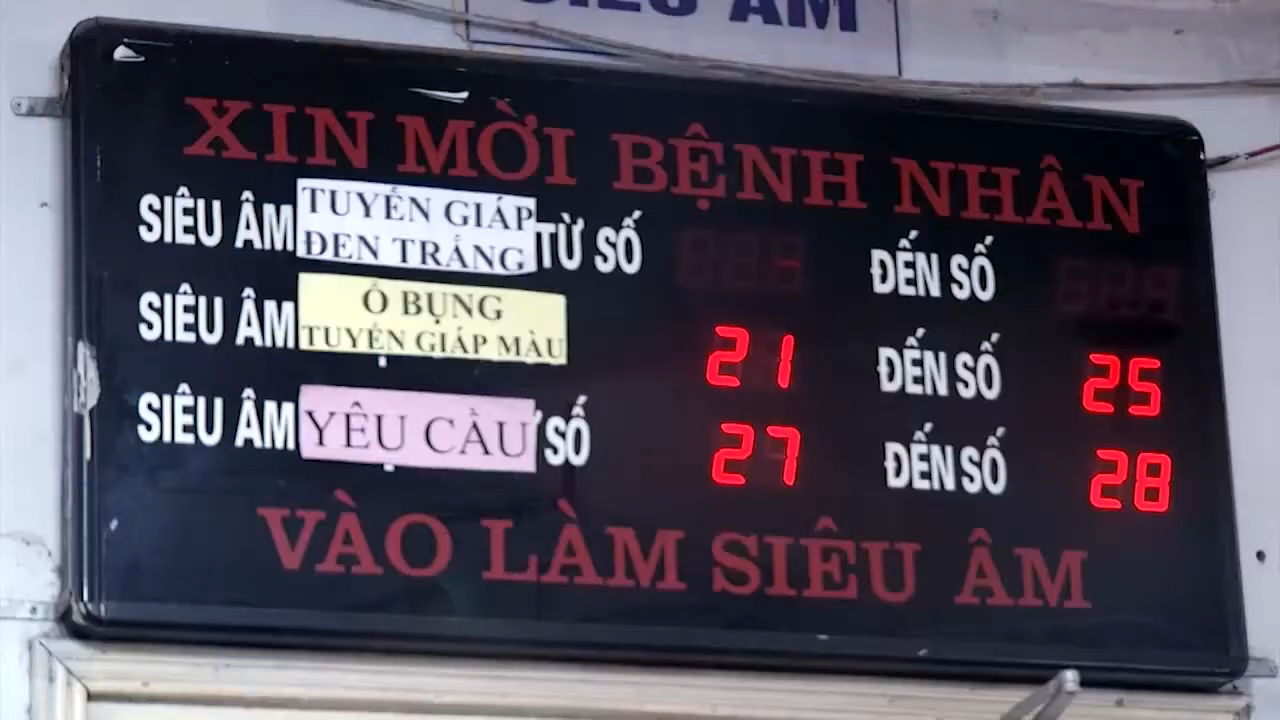 SIÊU ÂM
XIN MỜI BỆNH NHÂN
SIÊU ÂM TUYẾN GIÁP ĐEN TRẮNG TỪ SỐ ĐẾN SỐ
SIÊU ÂM Ổ BỤNG TUYẾN GIÁP MÀU 21 ĐẾN SỐ 25
SIÊU ÂM YÊU CẦU SỐ 27 ĐẾN SỐ 28
VÀO LÀM SIÊU ÂM